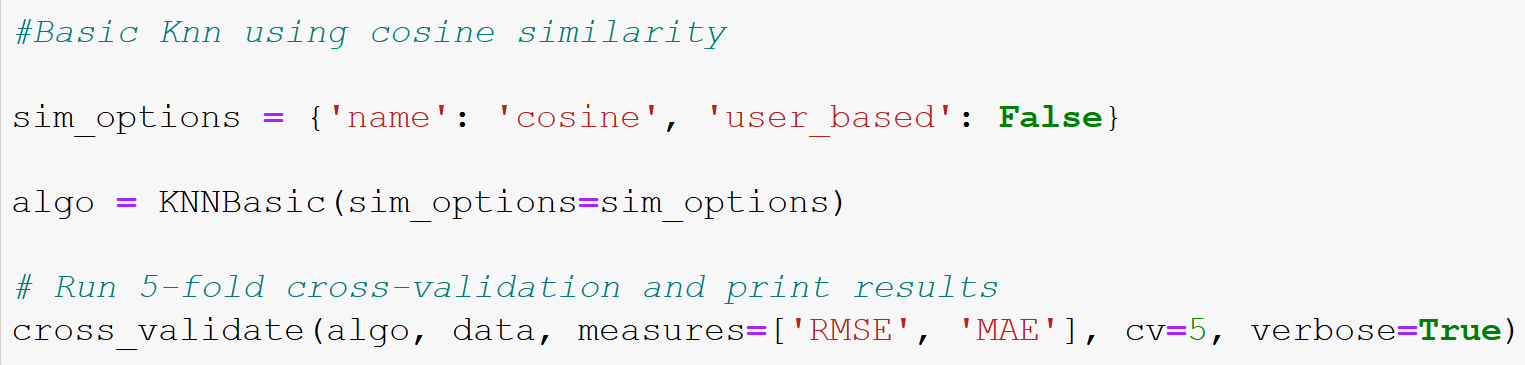 #Basic Knn using cosine similarity
sim_options = {'name': 'cosine', 'user_based': False}
algo = KNNBasic(sim_options=sim_options)
# Run 5-fold cross-validation and print results
cross_validate(algo, data, measures=['RMSE', 'MAE'], cv=5, verbose=True)